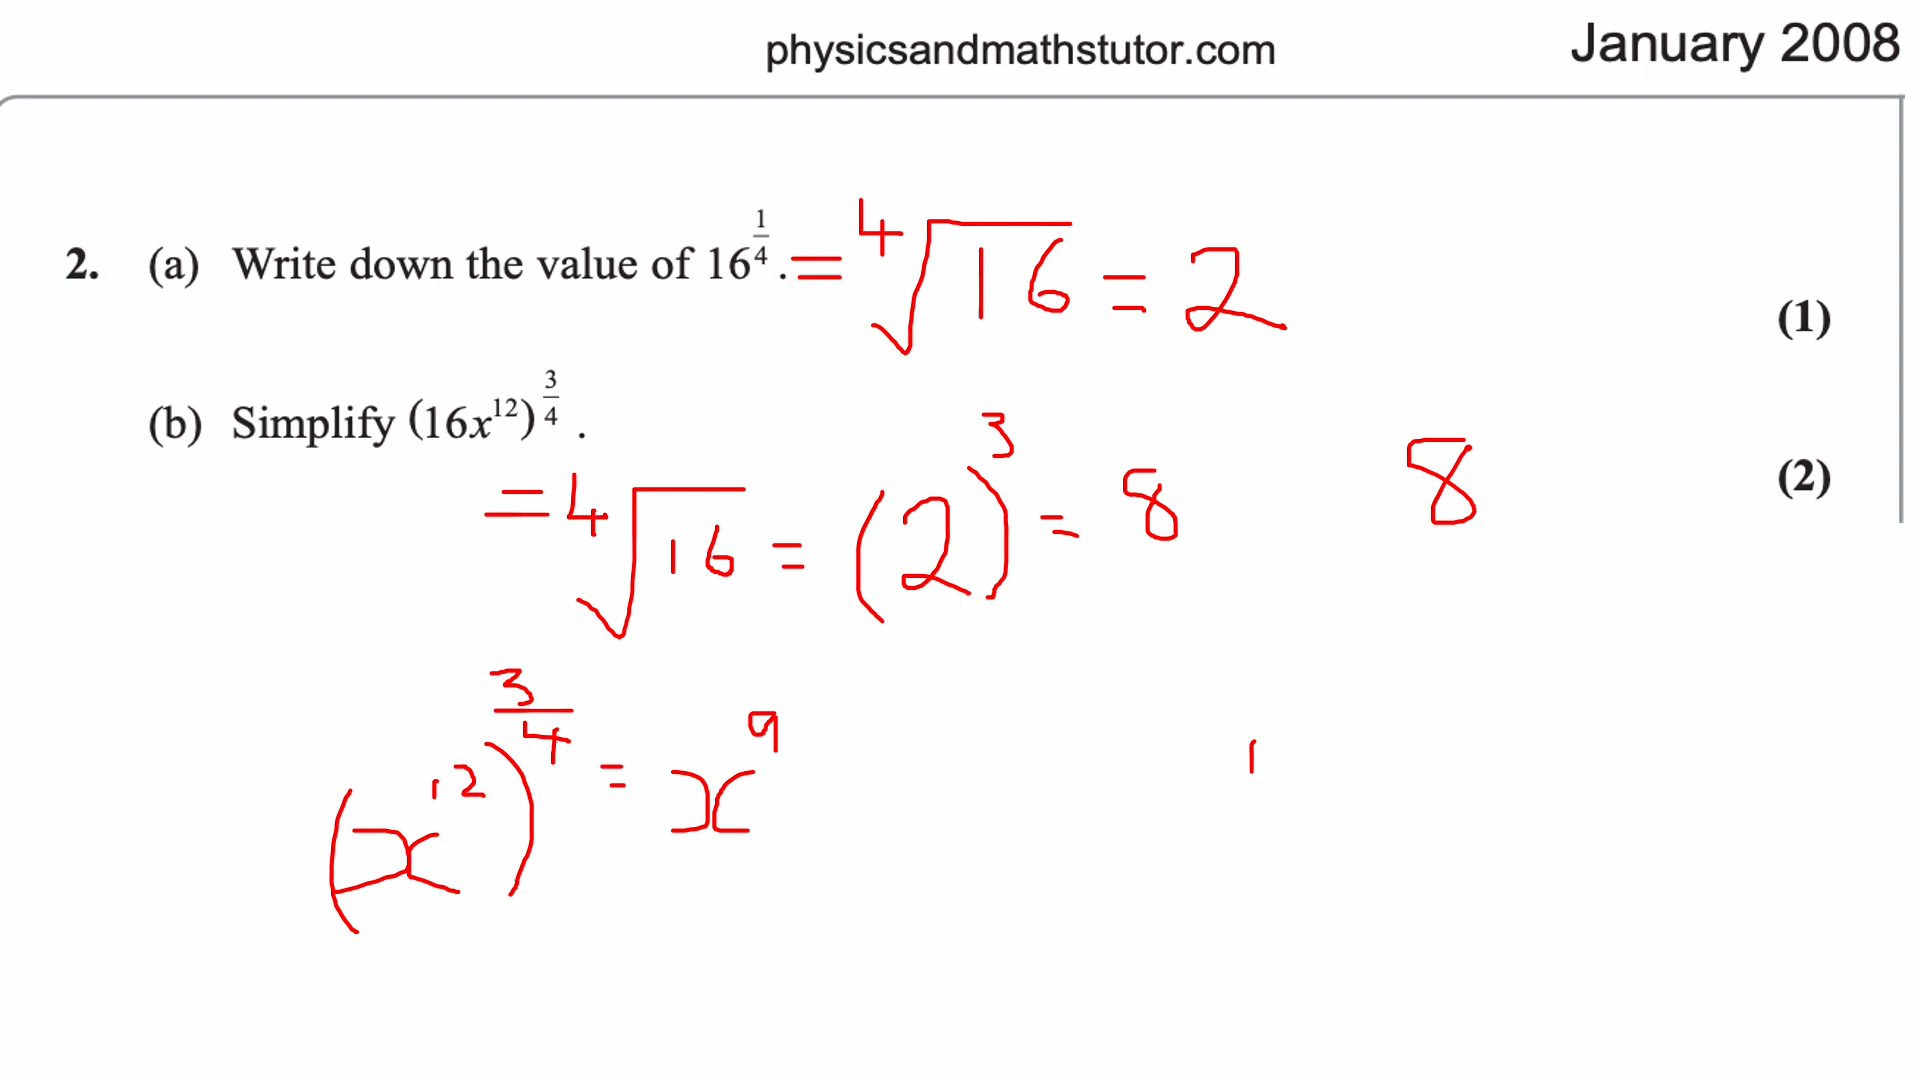 physicsandmathstutor.com January 2008
2. (a) Write down the value of 16^{1/4}. = ⁴√16 = 2
(1)
(b) Simplify (16x^{12})^{3/4}.
(2)
= ⁴√16 = (2)^3 = 8 8
(x^{12})^{3/4} = x^9 1